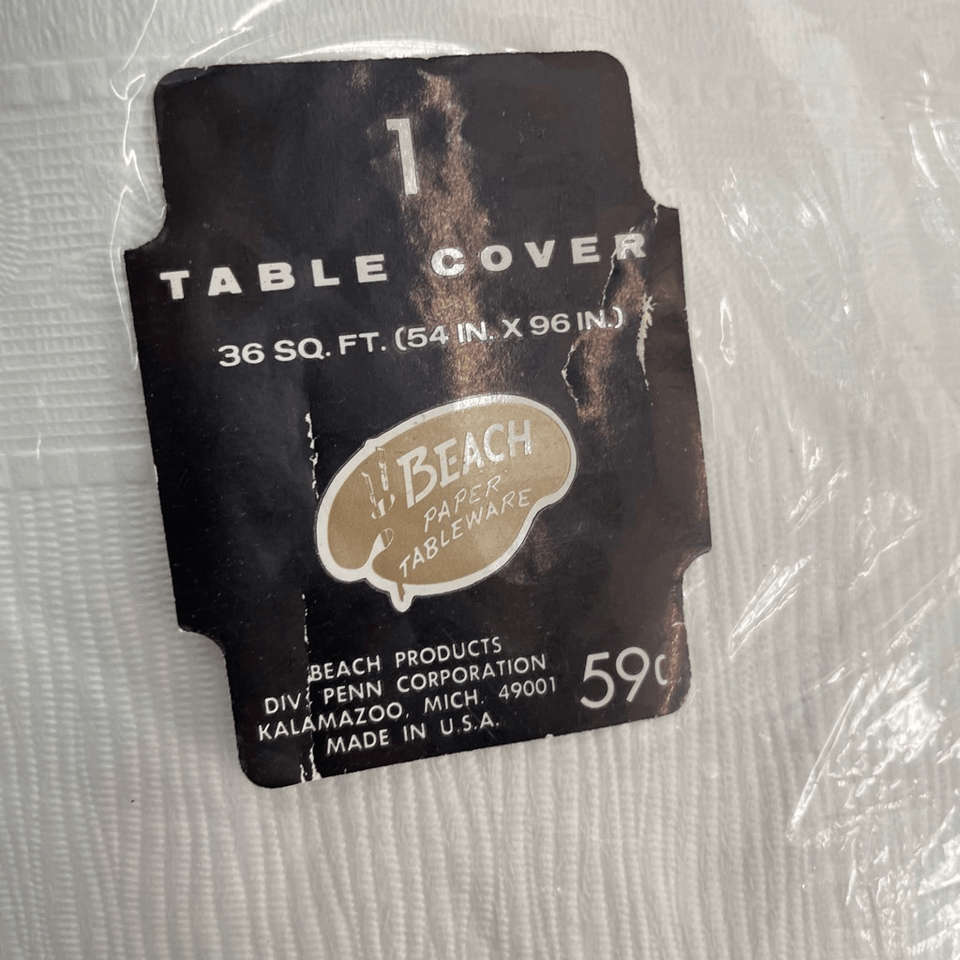 1
TABLE COVER
36 SQ. FT. (54 IN. X 96 IN.)
BEACH
PAPER
TABLEWARE
BEACH PRODUCTS
DIV. PENN CORPORATION
KALAMAZOO, MICH. 49001
MADE IN U.S.A.
59¢